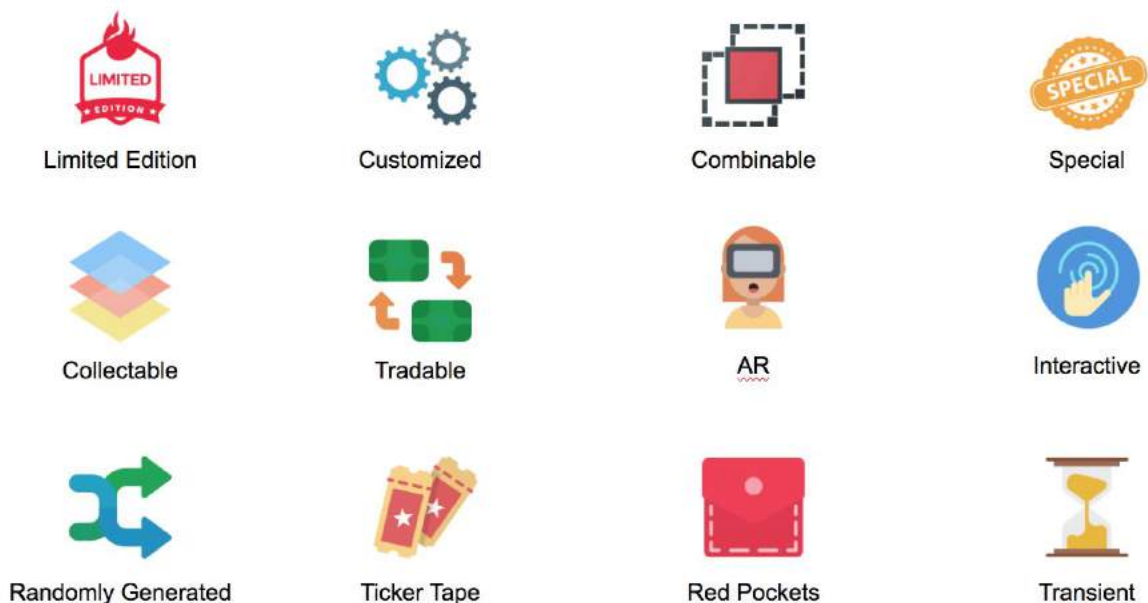 LIMITED
EDITION
SPECIAL
Limited Edition
Customized
Combinable
Special
Collectable
Tradable
AR
Interactive
Randomly Generated
Ticker Tape
Red Pockets
Transient